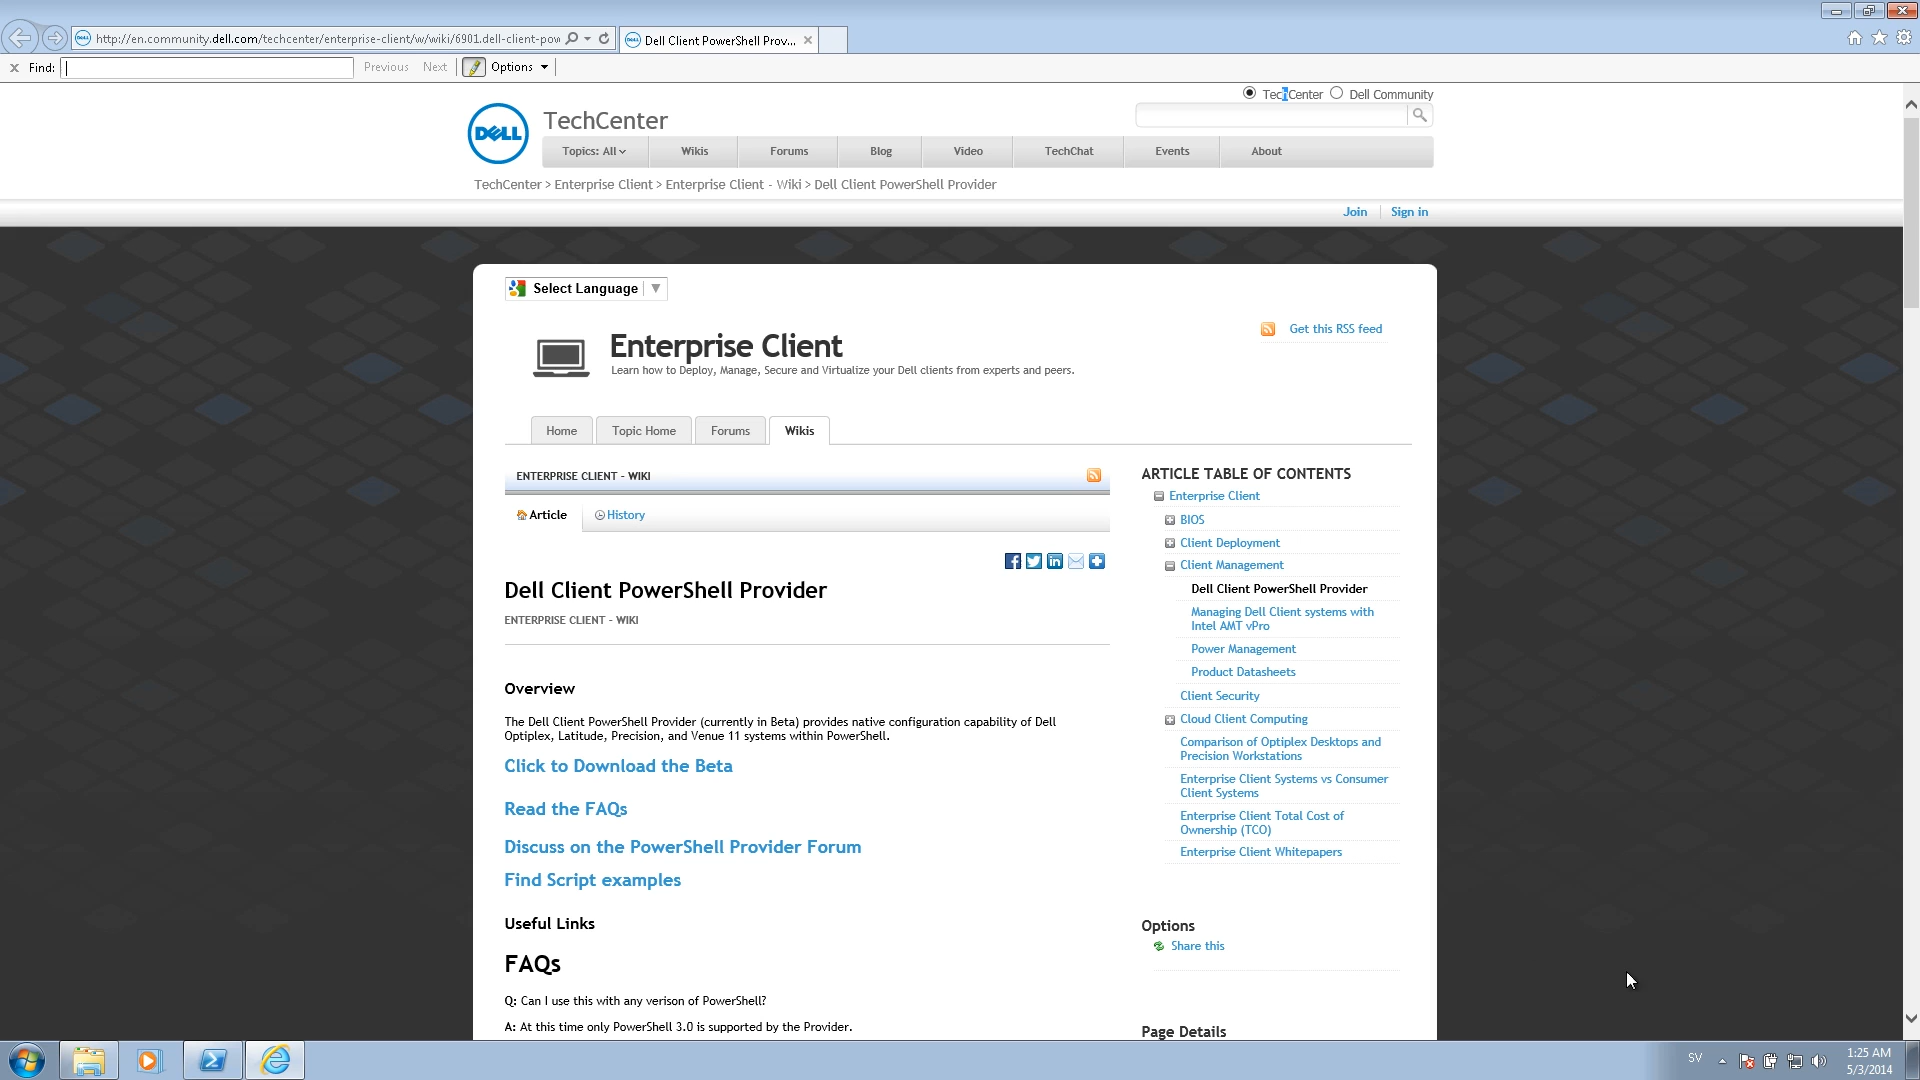 http://en.community.dell.com/techcenter/enterprise-client/w/wiki/6901.dell-client-pow
Dell Client PowerShell Prov...
Find:
Previous
Next
Options
TechCenter
Dell Community
DELL
TechCenter
Topics: All
Wikis
Forums
Blog
Video
TechChat
Events
About
TechCenter > Enterprise Client > Enterprise Client - Wiki > Dell Client PowerShell Provider
Join
Sign in
Select Language
Enterprise Client
Learn how to Deploy, Manage, Secure and Virtualize your Dell clients from experts and peers.
Get this RSS feed
Home
Topic Home
Forums
Wikis
ENTERPRISE CLIENT - WIKI
Article
History
Dell Client PowerShell Provider
ENTERPRISE CLIENT - WIKI
Overview
The Dell Client PowerShell Provider (currently in Beta) provides native configuration capability of Dell
Optiplex, Latitude, Precision, and Venue 11 systems within PowerShell.
Click to Download the Beta
Read the FAQs
Discuss on the PowerShell Provider Forum
Find Script examples
Useful Links
FAQs
Q: Can I use this with any verison of PowerShell?
A: At this time only PowerShell 3.0 is supported by the Provider.
ARTICLE TABLE OF CONTENTS
Enterprise Client
BIOS
Client Deployment
Client Management
Dell Client PowerShell Provider
Managing Dell Client systems with
Intel AMT vPro
Power Management
Product Datasheets
Client Security
Cloud Client Computing
Comparison of Optiplex Desktops and
Precision Workstations
Enterprise Client Systems vs Consumer
Client Systems
Enterprise Client Total Cost of
Ownership (TCO)
Enterprise Client Whitepapers
Options
Share this
Page Details
SV
1:25 AM
5/3/2014